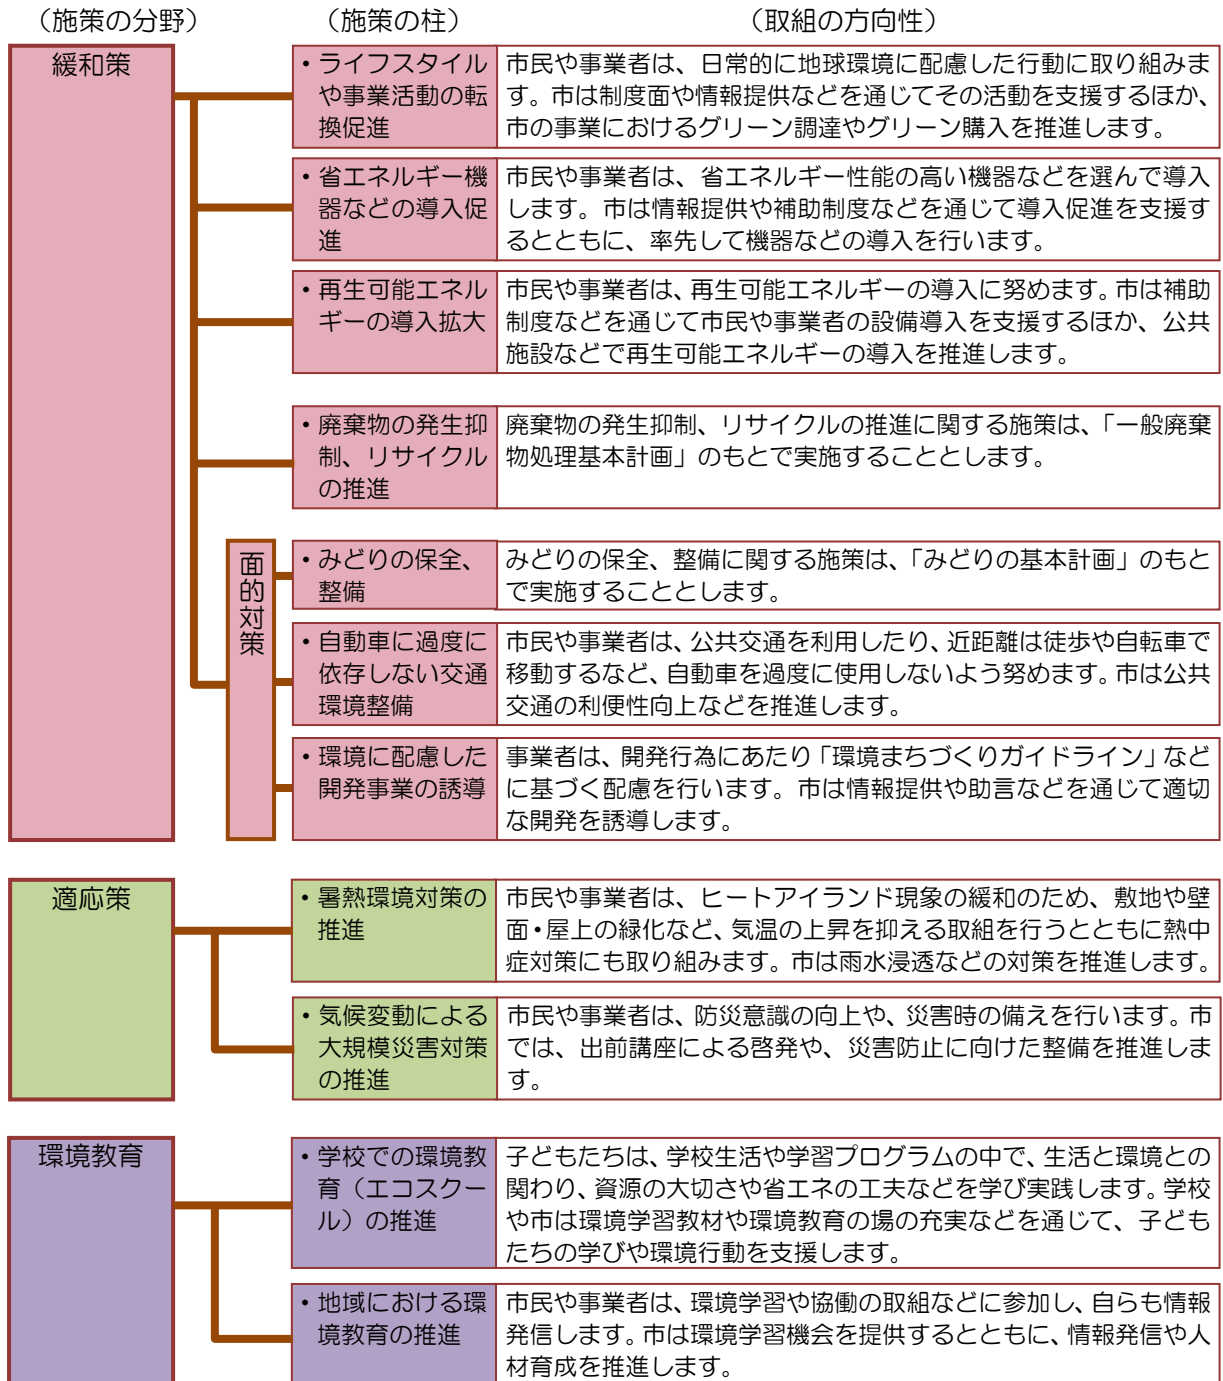 （施策の分野）
（施策の柱）
（取組の方向性）
緩和策
・ライフスタイル
や事業活動の転
換促進
市民や事業者は、日常的に地球環境に配慮した行動に取り組みま
す。市は制度面や情報提供などを通じてその活動を支援するほか、
市の事業におけるグリーン調達やグリーン購入を推進します。
・省エネルギー機
器などの導入促
進
市民や事業者は、省エネルギー性能の高い機器などを選んで導入
します。市は情報提供や補助制度などを通じて導入促進を支援す
るとともに、率先して機器などの導入を行います。
・再生可能エネル
ギーの導入拡大
市民や事業者は、再生可能エネルギーの導入に努めます。市は補助
制度などを通じて市民や事業者の設備導入を支援するほか、公共
施設などで再生可能エネルギーの導入を推進します。
・廃棄物の発生抑
制、リサイクル
の推進
廃棄物の発生抑制、リサイクルの推進に関する施策は、「一般廃棄
物処理基本計画」のもとで実施することとします。
面的対策
・みどりの保全、
整備
みどりの保全、整備に関する施策は、「みどりの基本計画」のもと
で実施することとします。
・自動車に過度に
依存しない交通
環境整備
市民や事業者は、公共交通を利用したり、近距離は徒歩や自転車で
移動するなど、自動車を過度に使用しないよう努めます。市は公共
交通の利便性向上などを推進します。
・環境に配慮した
開発事業の誘導
事業者は、開発行為にあたり「環境まちづくりガイドライン」など
に基づく配慮を行います。市は情報提供や助言などを通じて適切
な開発を誘導します。
適応策
・暑熱環境対策の
推進
市民や事業者は、ヒートアイランド現象の緩和のため、敷地や壁
面・屋上の緑化など、気温の上昇を抑える取組を行うとともに熱中
症対策にも取り組みます。市は雨水浸透などの対策を推進します。
・気候変動による
大規模災害対策
の推進
市民や事業者は、防災意識の向上や、災害時の備えを行います。市
では、出前講座による啓発や、災害防止に向けた整備を推進しま
す。
環境教育
・学校での環境教
育（エコスクー
ル）の推進
子どもたちは、学校生活や学習プログラムの中で、生活と環境との
関わり、資源の大切さや省エネの工夫などを学び実践します。学校
や市は環境学習教材や環境教育の場の充実などを通じて、子ども
たちの学びや環境行動を支援します。
・地域における環
境教育の推進
市民や事業者は、環境学習や協働の取組などに参加し、自らも情報
発信します。市は環境学習機会を提供するとともに、情報発信や人
材育成を推進します。